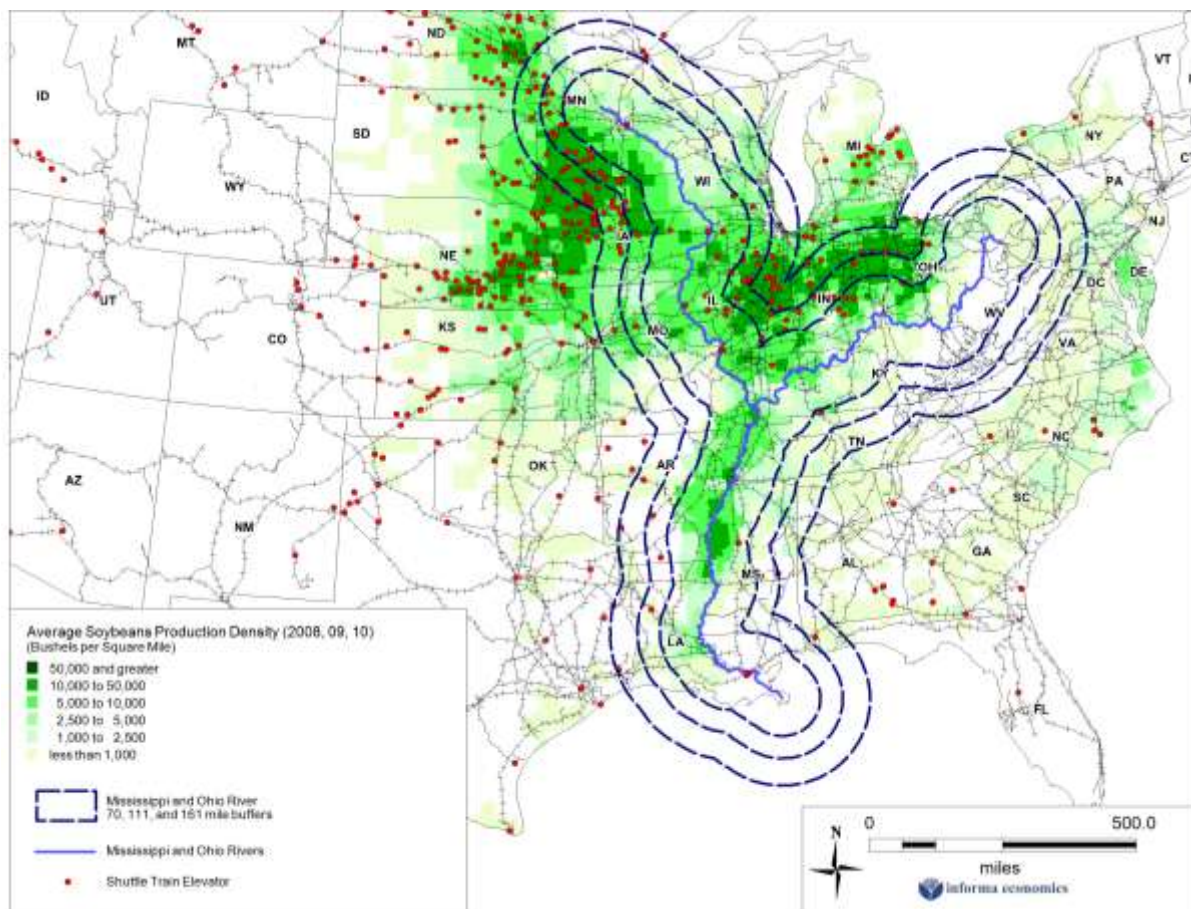 ND
MT
MN
VT
ID
SD
MI
NY
WI
WY
PA
NJ
IA
NE
OH
DE
IL
IN
DC
UT
WV
KS
MO
CO
VA
KY
TN
NC
OK
AR
AZ
SC
NM
GA
AL
MS
LA
FL
Average Soybeans Production Density (2008, 09, 10)
(Bushels per Square Mile)
50,000 and greater
10,000 to 50,000
5,000 to 10,000
2,500 to 5,000
1,000 to 2,500
less than 1,000
Mississippi and Ohio River
70, 111, and 161 mile buffers
Mississippi and Ohio Rivers
Shuttle Train Elevator
N
0 500.0
miles
informa economics